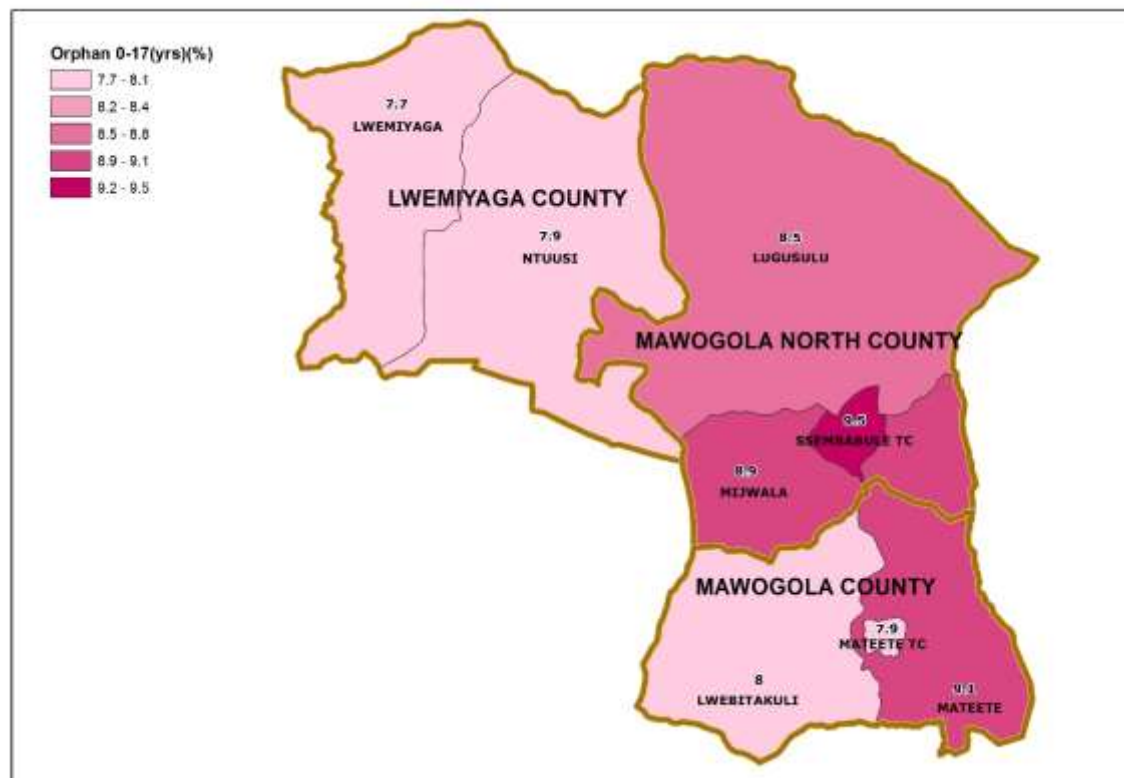 Orphan 0-17(yrs)(%)
7.7 - 8.1
8.2 - 8.4
8.5 - 8.8
8.9 - 9.1
9.2 - 9.5
7.7
LWEMIYAGA
LWEMIYAGA COUNTY
7.9
NTUUSI
8.5
LUGUSULU
MAWOGOLA NORTH COUNTY
9.5
SSEMBABULE TC
8.9
MIJWALA
MAWOGOLA COUNTY
7.9
MATEETE TC
8
LWEBITAKULI
9.1
MATEETE